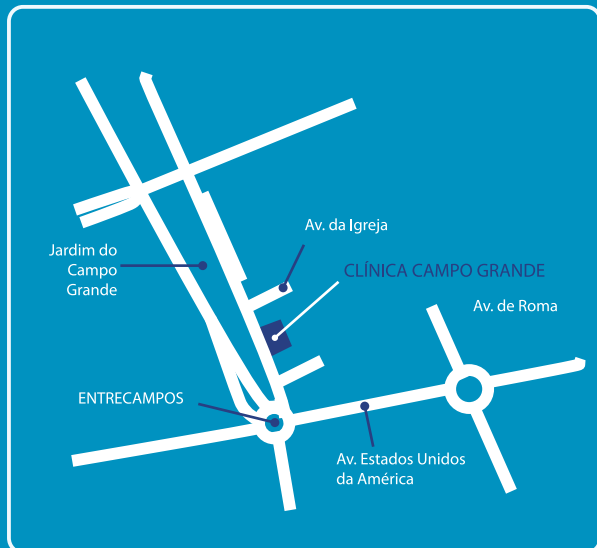 Av. da Igreja
Jardim do
Campo
Grande
CLÍNICA CAMPO GRANDE
Av. de Roma
ENTRECAMPOS
Av. Estados Unidos
da América